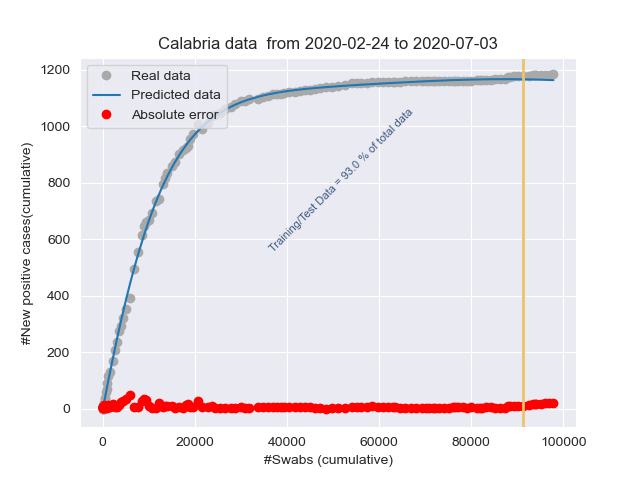 Calabria data  from 2020-02-24 to 2020-07-03
1200
1000
800
600
400
200
0
#New positive cases(cumulative)
Real data
Predicted data
Absolute error
Training/Test Data = 93.0 % of total data
0
20000
40000
60000
80000
100000
#Swabs (cumulative)